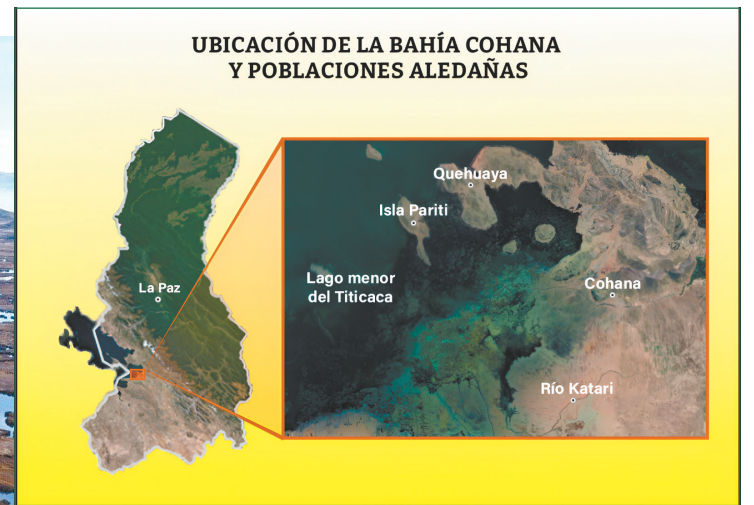 UBICACIÓN DE LA BAHÍA COHANA
Y POBLACIONES ALEDAÑAS
Quehuaya
Isla Pariti
La Paz
Lago menor
del Titicaca
Cohana
Río Katari